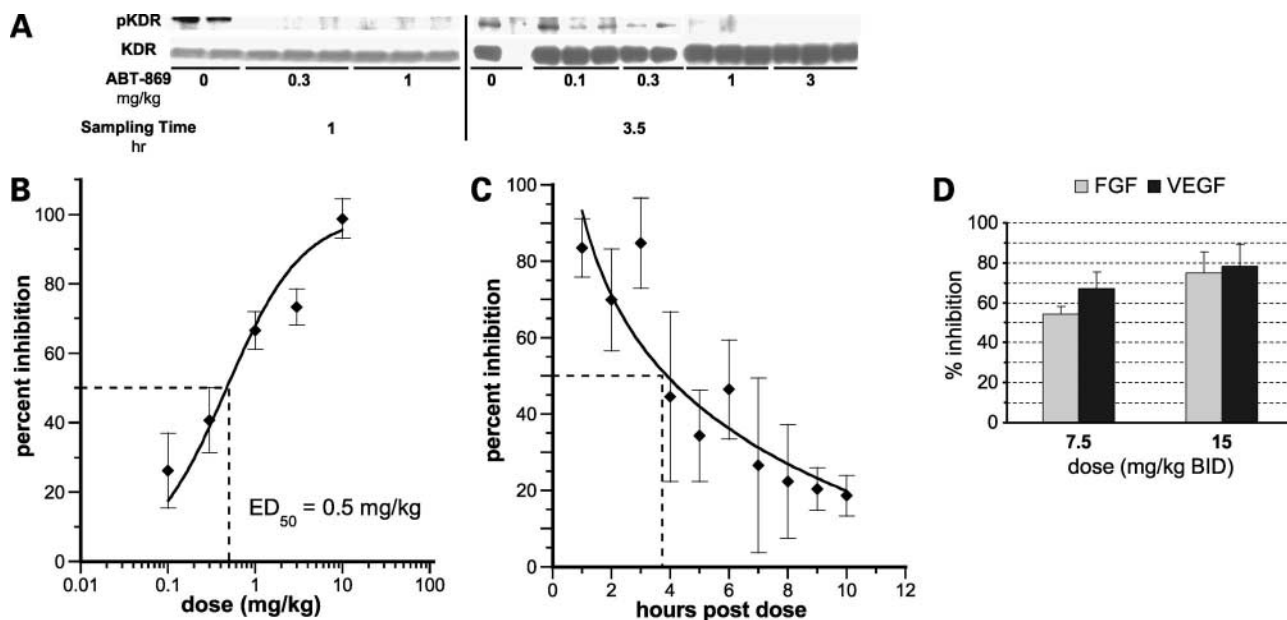 A
pKDR
KDR
ABT-869 0 0.3 1 0 0.1 0.3 1 3
mg/kg
Sampling Time 1 3.5
hr
B
percent inhibition
100
80
60
40
20
0
0.01 0.1 1 10 100
dose (mg/kg)
ED50 = 0.5 mg/kg
C
percent inhibition
100
80
60
40
20
0
0 2 4 6 8 10 12
hours post dose
D
FGF VEGF
% inhibition
100
80
60
40
20
0
7.5 15
dose (mg/kg BID)